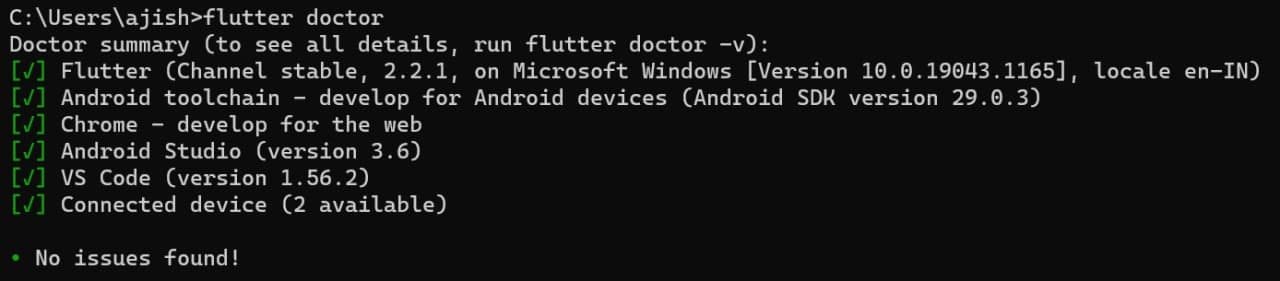 C:\Users\ajish>flutter doctor
Doctor summary (to see all details, run flutter doctor -v):
[√] Flutter (Channel stable, 2.2.1, on Microsoft Windows [Version 10.0.19043.1165], locale en-IN)
[√] Android toolchain - develop for Android devices (Android SDK version 29.0.3)
[√] Chrome - develop for the web
[√] Android Studio (version 3.6)
[√] VS Code (version 1.56.2)
[√] Connected device (2 available)
• No issues found!